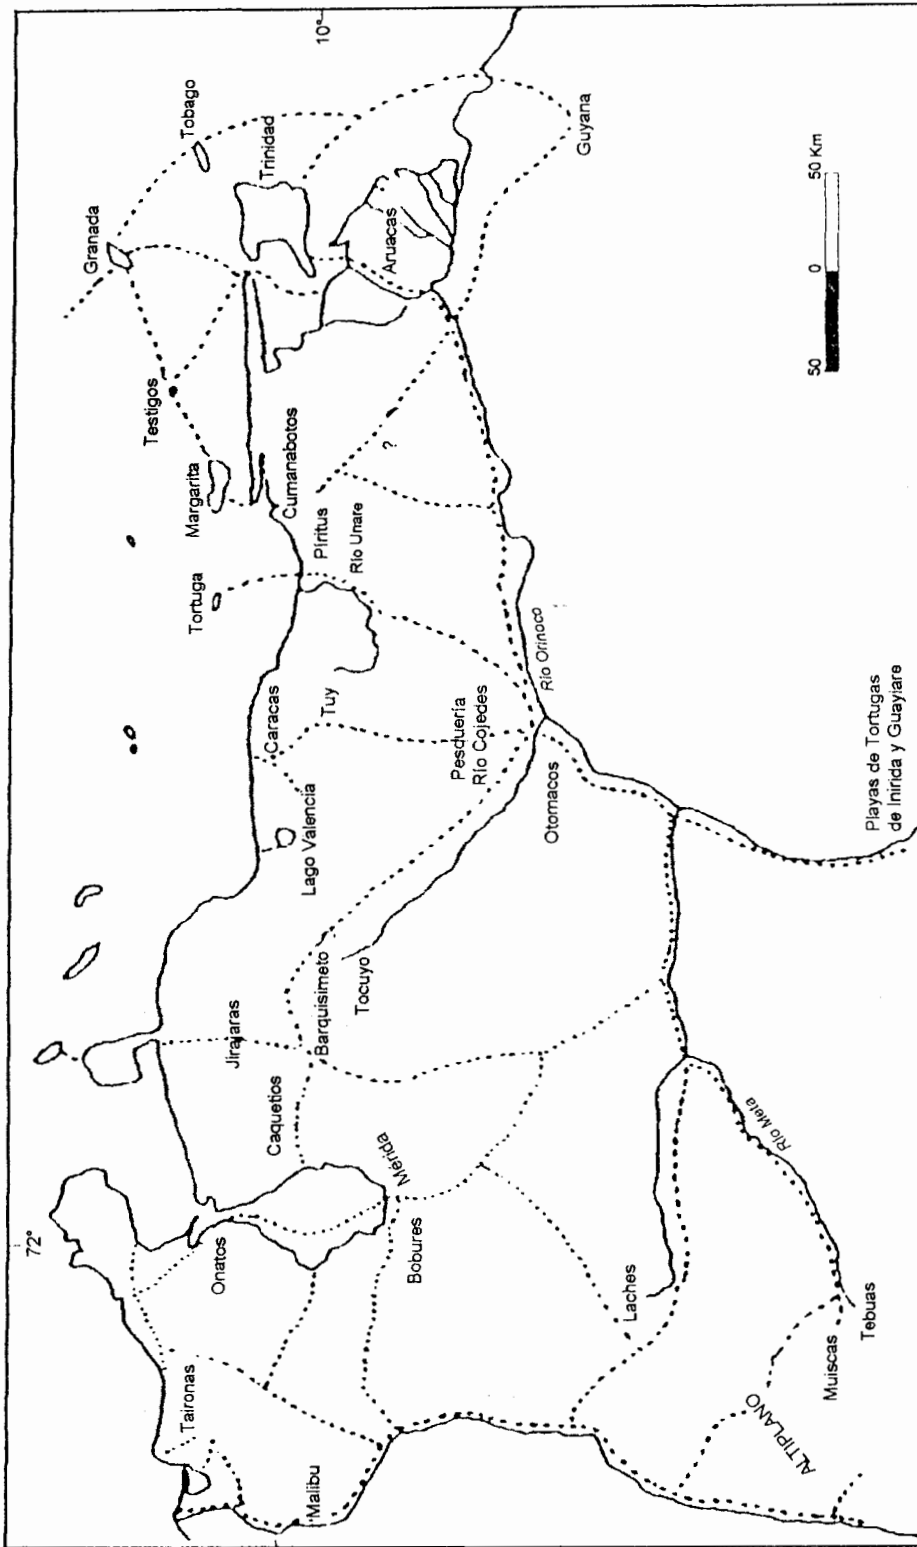 72°
10°
Granada
Tobago
Testigos
Trinidad
Margarita
Tortuga
Aruacas
Cumanabotos
Píritus
Río Unare
?
Guyana
Caracas
Tuy
Lago Valencia
Pesquería
Río Cojedes
Río Orinoco
Otomacos
Jirajaras
Barquisimeto
Tocuyo
Caquetios
Mérida
Onatos
Bobures
Taironas
Malibu
Laches
Río Meta
ALTIPLANO
Muiscas
Tebuas
Playas de Tortugas
de Inirida y Guayiare
50 0 50 Km